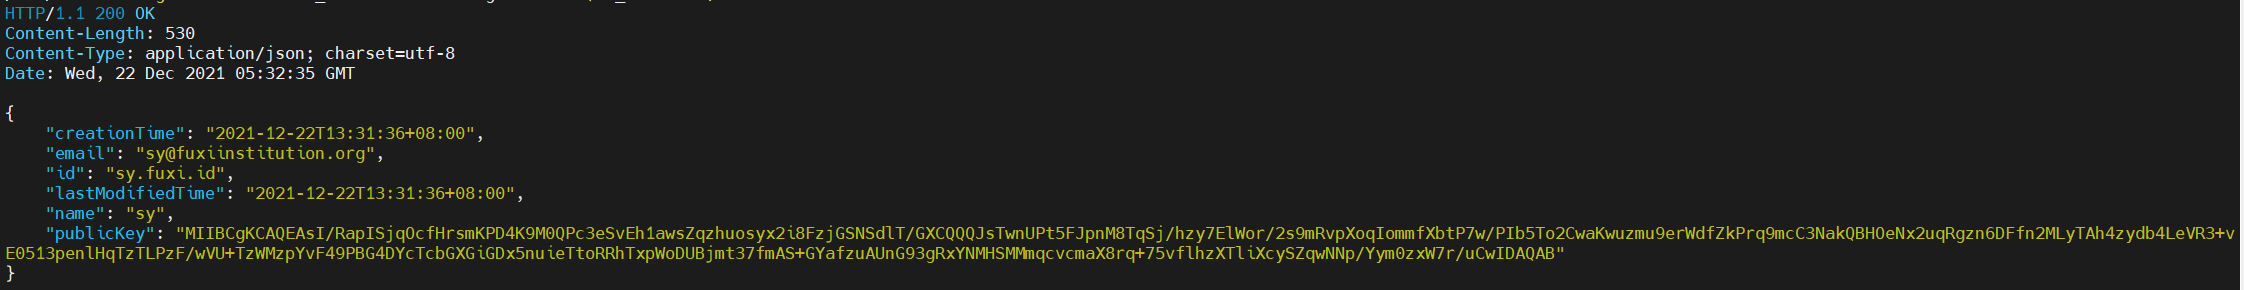 HTTP/1.1 200 OK
Content-Length: 530
Content-Type: application/json; charset=utf-8
Date: Wed, 22 Dec 2021 05:32:35 GMT
{
"creationTime": "2021-12-22T13:31:36+08:00",
"email": "sy@fuxiinstitution.org",
"id": "sy.fuxi.id",
"lastModifiedTime": "2021-12-22T13:31:36+08:00",
"name": "sy",
"publicKey": "MIIBCgKCAQEAsI/RapISjqOcfHrsmKPD4K9M0QPc3eSvEh1awsZqzhuosyx2i8FzjGSNSdlT/GXCQQQJsTwnUPt5FJpnM8TqSj/hzy7ElWor/2s9mRvpXoqIommfXbtP7w/PIb5To2CwaKwuzmu9erWdfZkPrq9mcC3NakQBHOeNx2uqRgzn6DFfn2MLyTAh4zydb4LeVR3+v
E0513penlHqTzTLPzF/wVU+TzWMzpYvF49PBG4DYcTcbGXGiGDx5nuieTtoRRhTxpWoDUBjmt37fmAS+GYafzuAUnG93gRxYNMHSMMmqcvcmaX8rq+75vflhzXTliXcySZqwNNp/Yym0zxW7r/uCwIDAQAB"
}